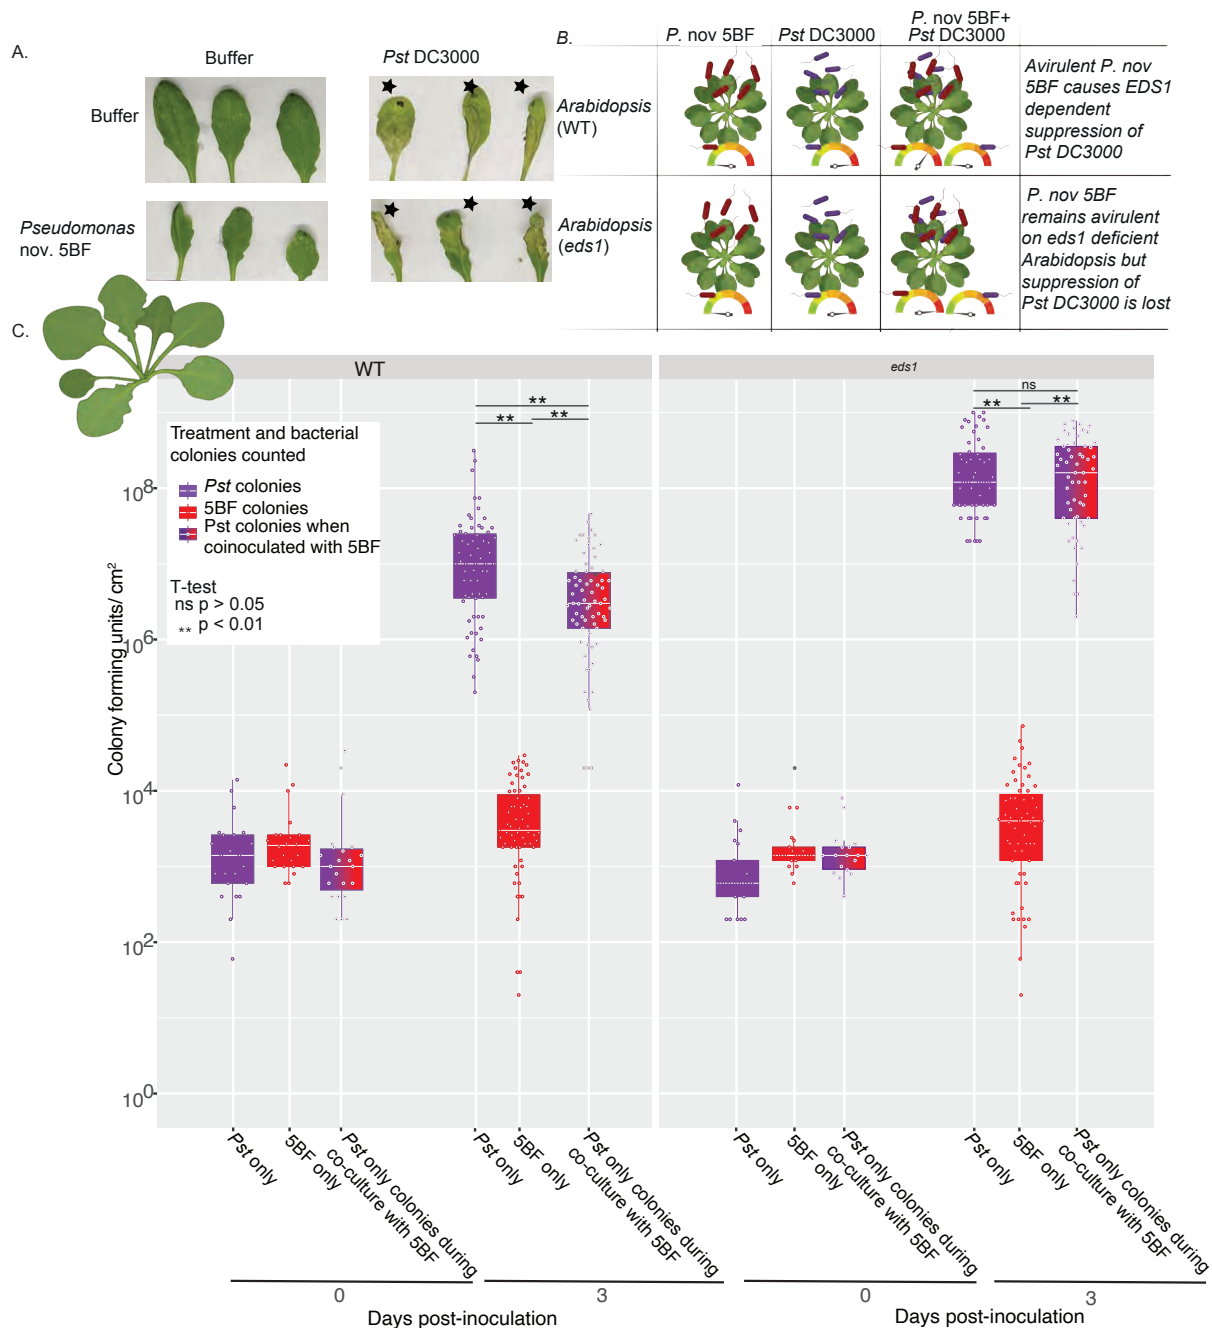 A.
Buffer
Pst DC3000
Buffer
Pseudomonas
nov. 5BF
B.
P. nov 5BF
Pst DC3000
P. nov 5BF+
Pst DC3000
Arabidopsis
(WT)
Avirulent P. nov
5BF causes EDS1
dependent
suppression of
Pst DC3000
Arabidopsis
(eds1)
P. nov 5BF
remains avirulent
on eds1 deficient
Arabidopsis but
suppression of
Pst DC3000 is lost
C.
WT
eds1
**
**
**
ns
**
**
Treatment and bacterial
colonies counted
Pst colonies
5BF colonies
Pst colonies when
coinoculated with 5BF
T-test
ns p > 0.05
** p < 0.01
Colony forming units/ cm2
10^8
10^6
10^4
10^2
10^0
Pst only
5BF only
Pst only colonies during
co-culture with 5BF
Pst only
5BF only
Pst only colonies during
co-culture with 5BF
Pst only
5BF only
Pst only colonies during
co-culture with 5BF
Pst only
5BF only
Pst only colonies during
co-culture with 5BF
0
3
0
3
Days post-inoculation
Days post-inoculation